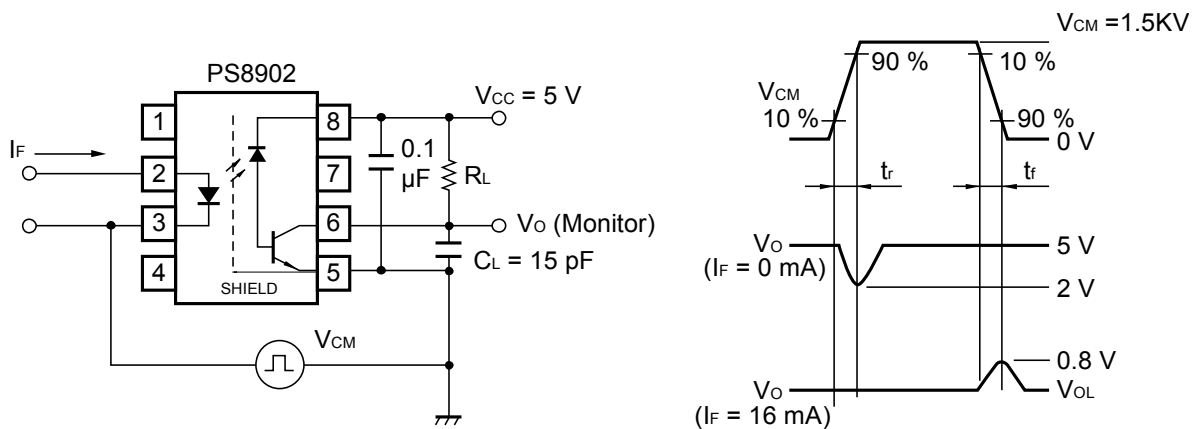 PS8902
1
2
3
4
8
7
6
5
SHIELD
IF
VCC = 5 V
0.1
µF
RL
VO (Monitor)
CL = 15 pF
VCM
VCM =1.5KV
90 %
10 %
VCM
10 %
90 %
0 V
tr
tf
VO
(IF = 0 mA)
5 V
2 V
0.8 V
VO
(IF = 16 mA)
VOL